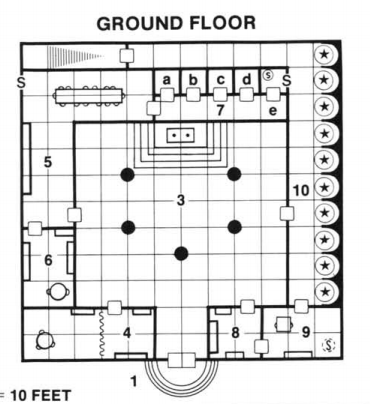 GROUND FLOOR
a b c d S S
S
7 e
5
3 10
6
4 8 9
S
1
= 10 FEET